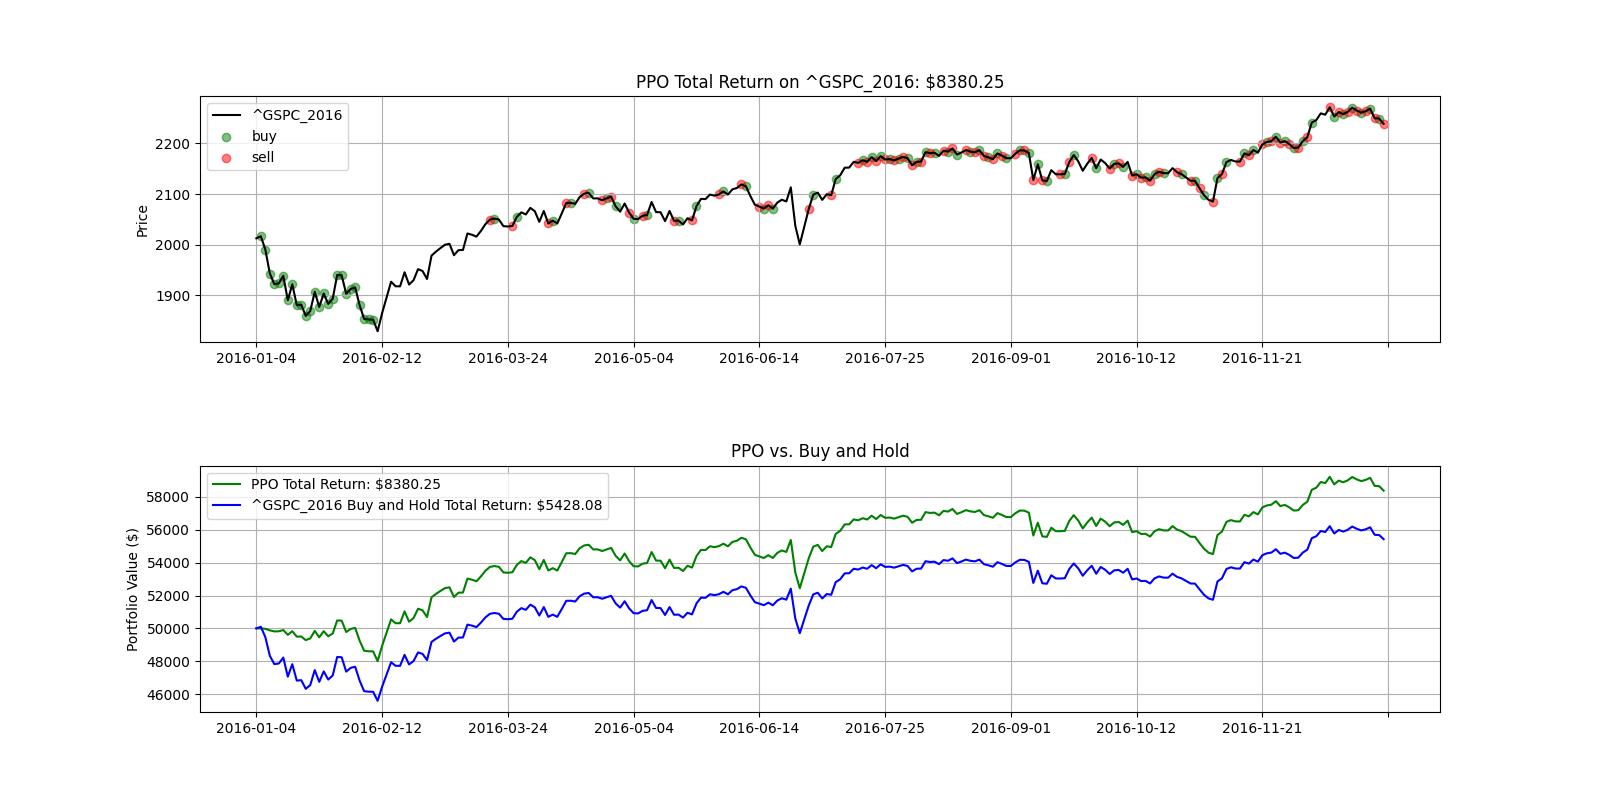 PPO Total Return on ^GSPC_2016: $8380.25
^GSPC_2016
buy
sell
Price
2200
2100
2000
1900
2016-01-04 2016-02-12 2016-03-24 2016-05-04 2016-06-14 2016-07-25 2016-09-01 2016-10-12 2016-11-21
PPO vs. Buy and Hold
PPO Total Return: $8380.25
^GSPC_2016 Buy and Hold Total Return: $5428.08
Portfolio Value ($)
58000
56000
54000
52000
50000
48000
46000
2016-01-04 2016-02-12 2016-03-24 2016-05-04 2016-06-14 2016-07-25 2016-09-01 2016-10-12 2016-11-21